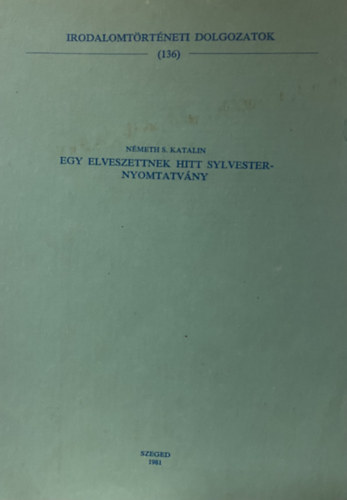 IRODALOMTÖRTÉNETI DOLGOZATOK
(136)
NÉMETH S. KATALIN
EGY ELVESZETTNEK HITT SYLVESTER-
NYOMTATVÁNY
SZEGED
1981